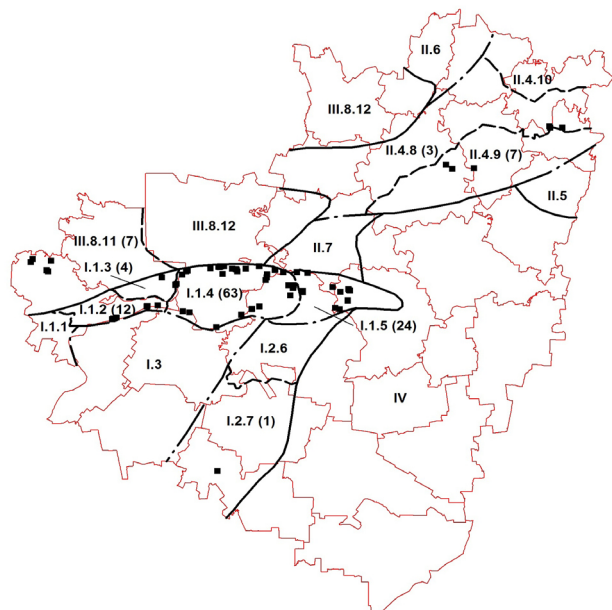 II.6
II.4.10
III.8.12
II.4.8 (3)
II.4.9 (7)
II.5
III.8.12
III.8.11 (7)
II.7
I.1.3 (4)
I.1.4 (63)
I.1.2 (12)
I.1.1
I.1.5 (24)
I.2.6
I.3
IV
I.2.7 (1)